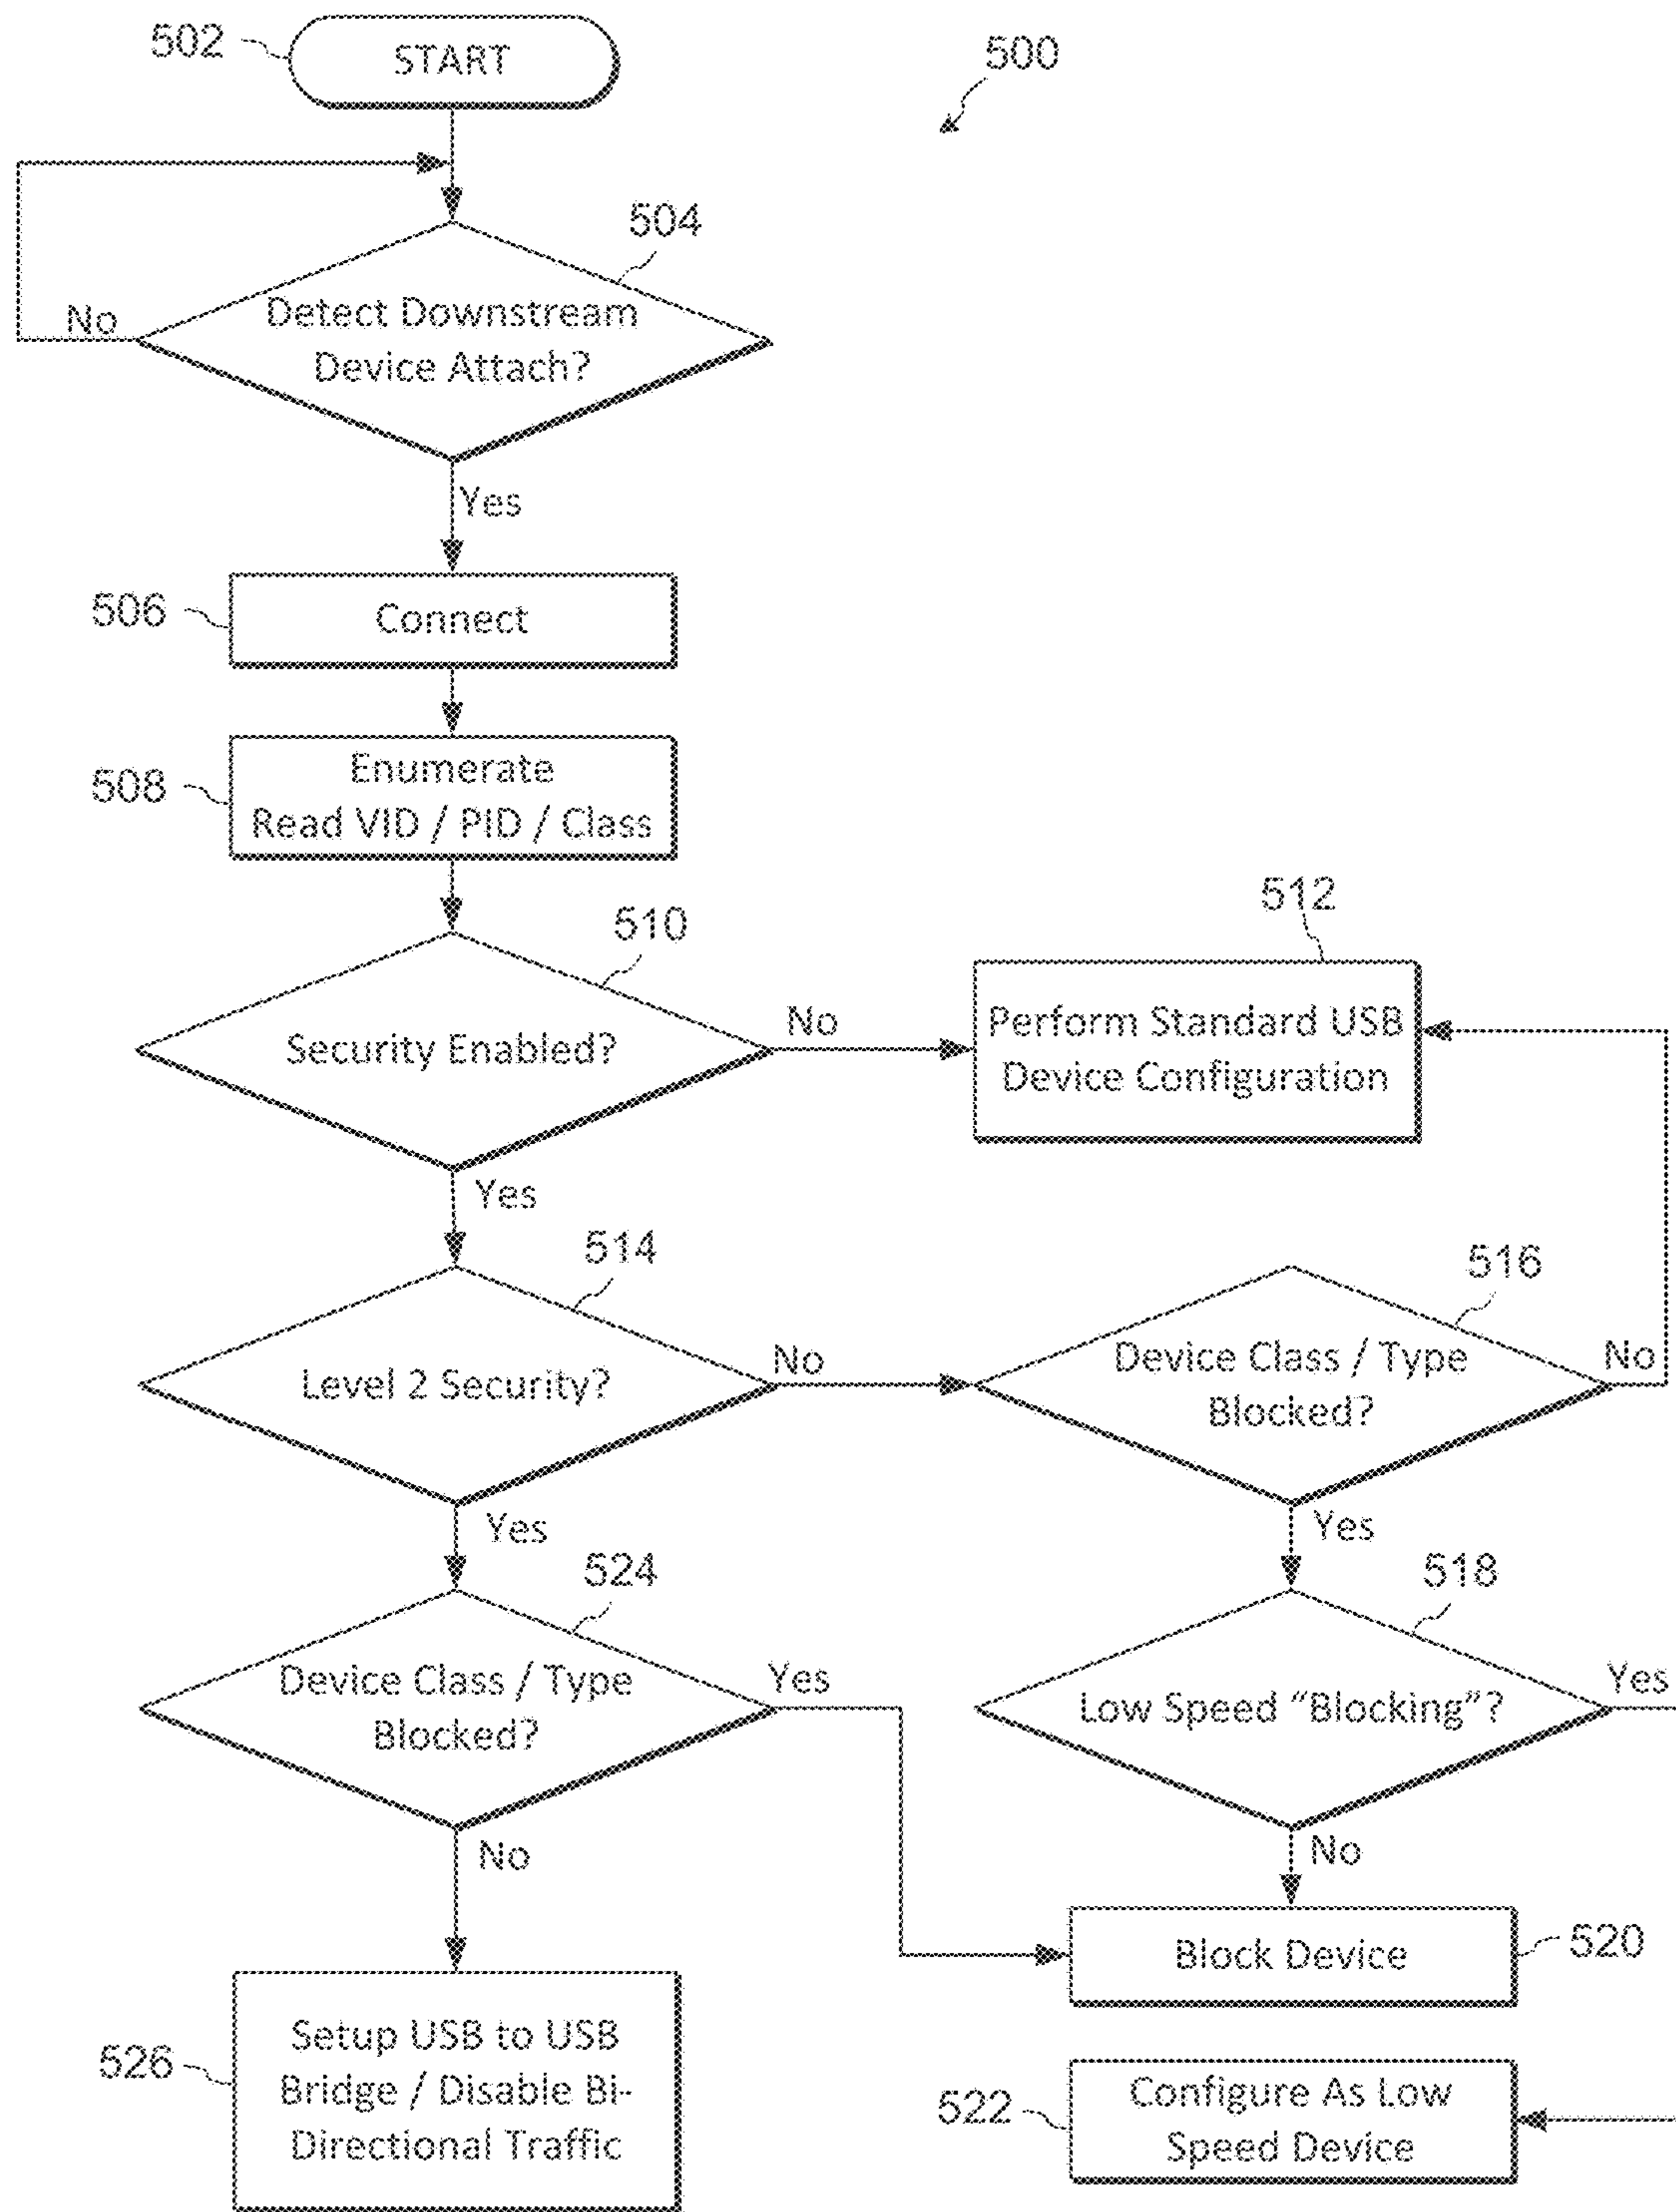 502
START
500
504
No
Detect Downstream
Device Attach?
Yes
506
Connect
508
Enumerate
Read VID / PID / Class
510
512
Security Enabled?
No
Perform Standard USB
Device Configuration
Yes
514
516
Level 2 Security?
No
Device Class / Type
Blocked?
No
Yes
Yes
524
518
Device Class / Type
Blocked?
Yes
Low Speed “Blocking”?
Yes
No
No
Block Device
520
526
Setup USB to USB
Bridge / Disable Bi-
Directional Traffic
522
Configure As Low
Speed Device